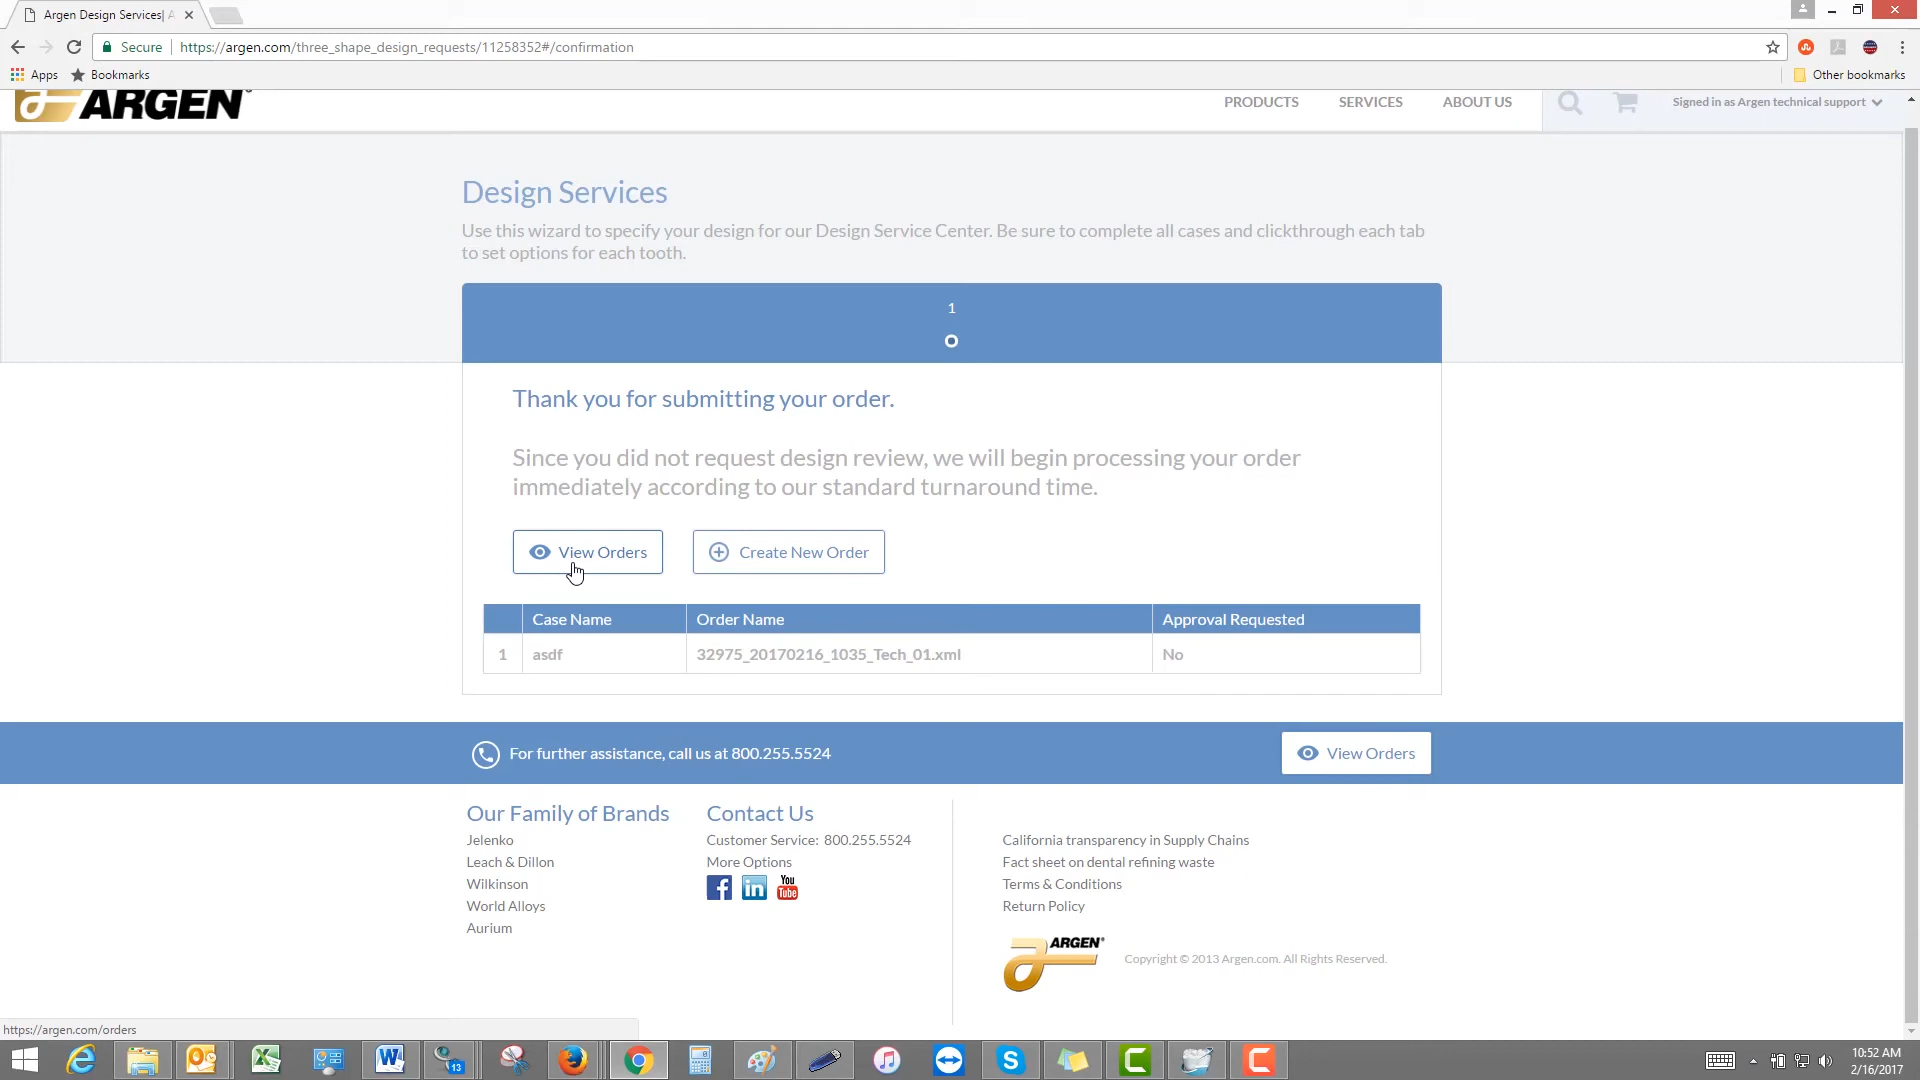 Argen Design Services| A
Secure https://argen.com/three_shape_design_requests/11258352#/confirmation
Apps Bookmarks Other bookmarks
ARGEN
PRODUCTS SERVICES ABOUT US Signed in as Argen technical support
Design Services
Use this wizard to specify your design for our Design Service Center. Be sure to complete all cases and clickthrough each tab
to set options for each tooth.
1
Thank you for submitting your order.
Since you did not request design review, we will begin processing your order
immediately according to our standard turnaround time.
View Orders Create New Order
Case Name Order Name Approval Requested
1 asdf 32975_20170216_1035_Tech_01.xml No
For further assistance, call us at 800.255.5524 View Orders
Our Family of Brands
Jelenko
Leach & Dillon
Wilkinson
World Alloys
Aurium
Contact Us
Customer Service: 800.255.5524
More Options
You
Tube
California transparency in Supply Chains
Fact sheet on dental refining waste
Terms & Conditions
Return Policy
ARGEN
Copyright © 2013 Argen.com. All Rights Reserved.
https://argen.com/orders
13
10:52 AM
2/16/2017